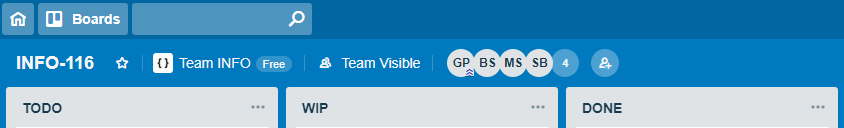 Boards
INFO-116 { } Team INFO Free Team Visible GP BS MS SB 4
TODO ... WIP ... DONE ...